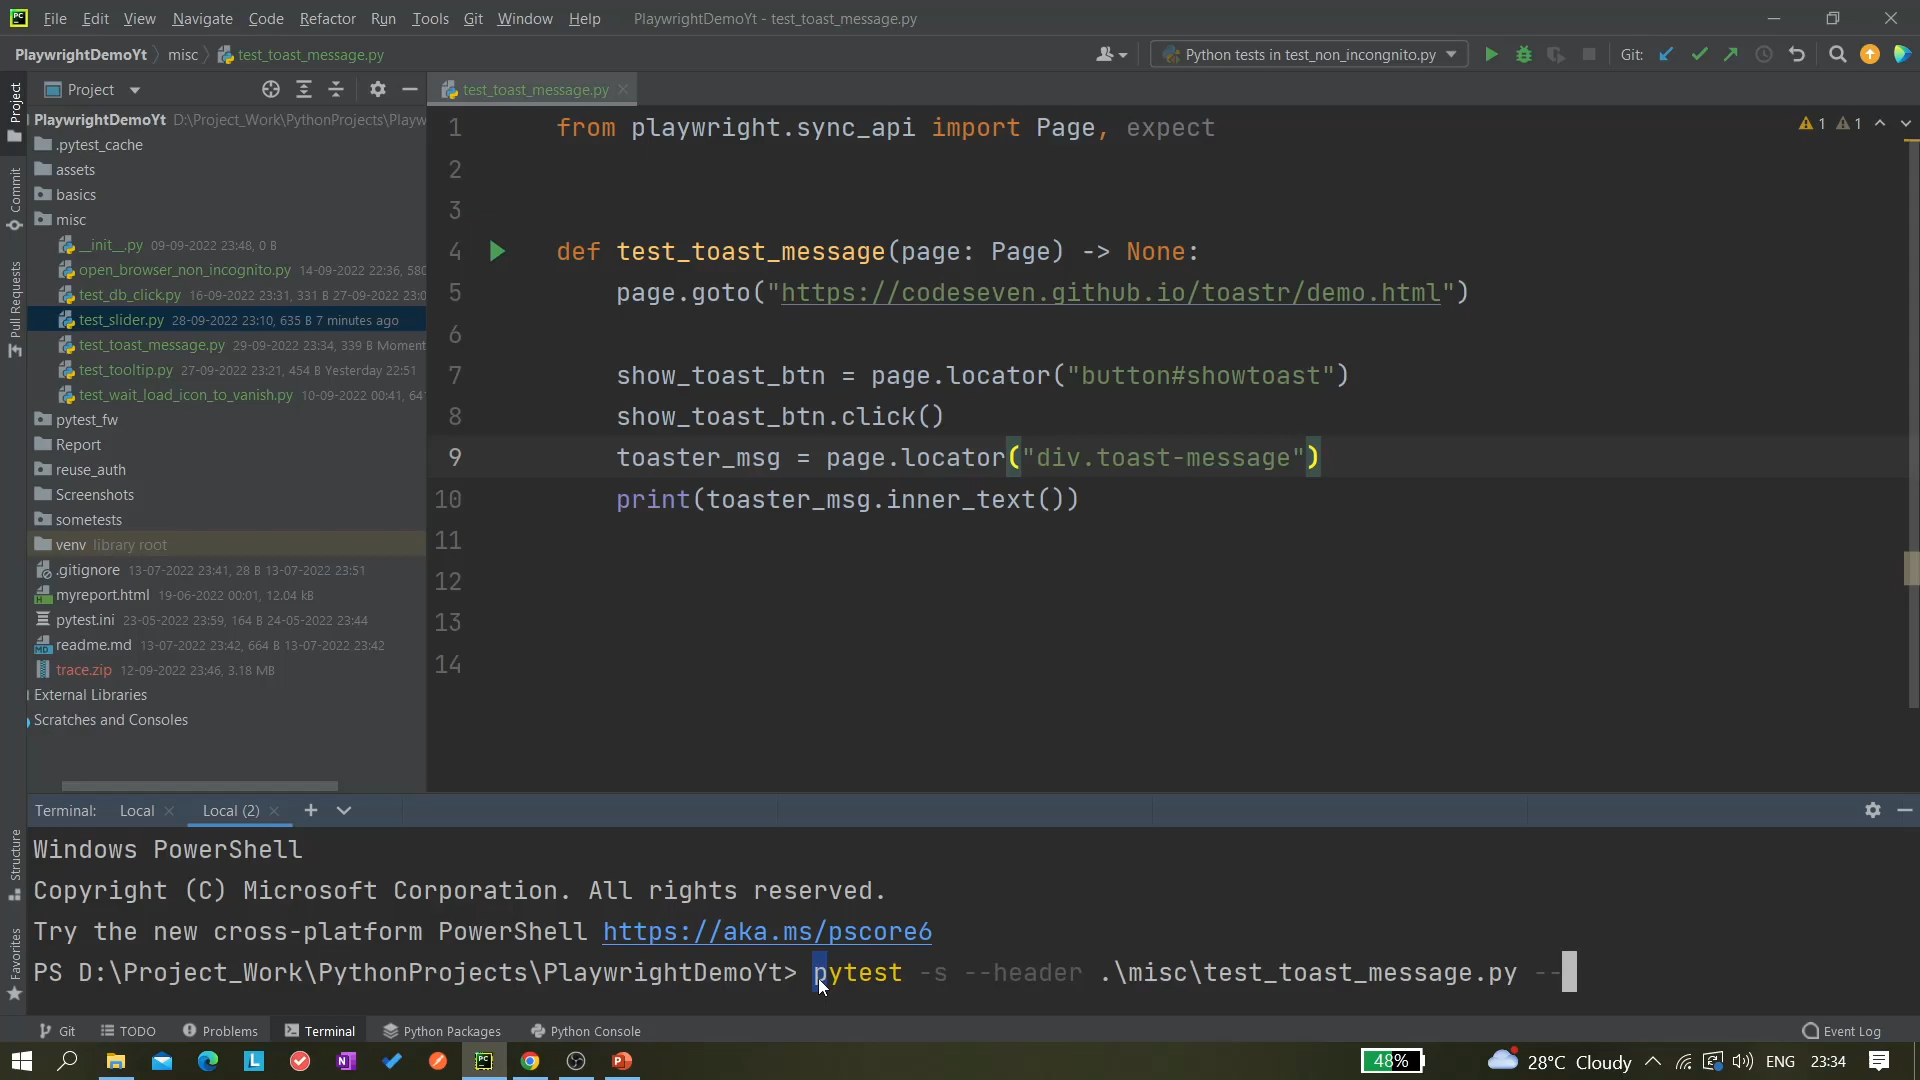 PC File Edit View Navigate Code Refactor Run Tools Git Window Help PlaywrightDemoYt - test_toast_message.py
PlaywrightDemoYt misc test_toast_message.py Python tests in test_non_incongnito.py Git:
Project test_toast_message.py ×
PlaywrightDemoYt D:\Project_Work\PythonProjects\Playw
.pytest_cache
assets
basics
misc
__init__.py 09-09-2022 23:48, 0 B
open_browser_non_incognito.py 14-09-2022 22:36, 580
test_db_click.py 16-09-2022 23:31, 331 B 27-09-2022 23:0
test_slider.py 28-09-2022 23:10, 635 B 7 minutes ago
test_toast_message.py 29-09-2022 23:34, 339 B Moment
test_tooltip.py 27-09-2022 23:21, 454 B Yesterday 22:51
test_wait_load_icon_to_vanish.py 10-09-2022 00:41, 64
pytest_fw
Report
reuse_auth
Screenshots
sometests
venv library root
.gitignore 13-07-2022 23:41, 28 B 13-07-2022 23:51
myreport.html 19-06-2022 00:01, 12.04 kB
pytest.ini 23-05-2022 23:59, 164 B 24-05-2022 23:44
readme.md 13-07-2022 23:42, 664 B 13-07-2022 23:42
trace.zip 12-09-2022 23:46, 3.18 MB
External Libraries
Scratches and Consoles
Project
Commit
Pull Requests
Structure
Favorites
1 from playwright.sync_api import Page, expect
2
3
4 def test_toast_message(page: Page) -> None:
5 page.goto("https://codeseven.github.io/toastr/demo.html")
6
7 show_toast_btn = page.locator("button#showtoast")
8 show_toast_btn.click()
9 toaster_msg = page.locator("div.toast-message")
10 print(toaster_msg.inner_text())
11
12
13
14
1 1
Terminal: Local × Local (2) × +
Windows PowerShell
Copyright (C) Microsoft Corporation. All rights reserved.
Try the new cross-platform PowerShell https://aka.ms/pscore6
PS D:\Project_Work\PythonProjects\PlaywrightDemoYt> pytest -s --header .\misc\test_toast_message.py --
Git TODO Problems Terminal Python Packages Python Console Event Log
48% 28°C Cloudy ENG 23:34